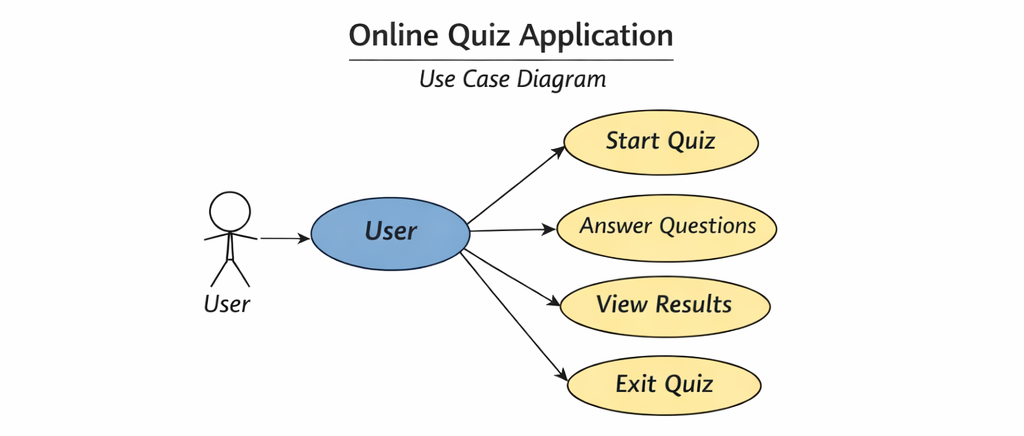 Online Quiz Application
Use Case Diagram
Start Quiz
Answer Questions
User
User
View Results
Exit Quiz